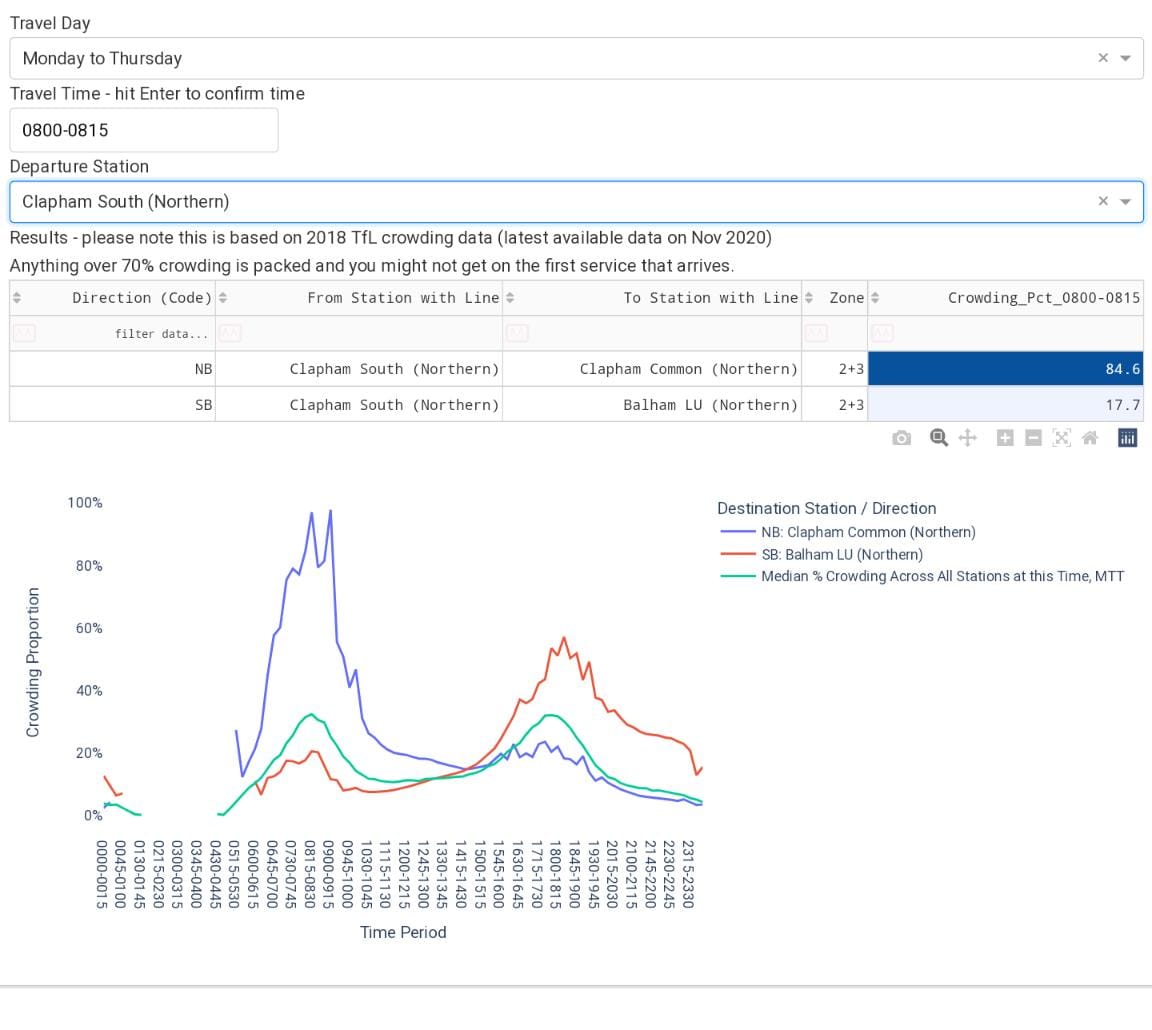 Travel Day
Monday to Thursday
Travel Time - hit Enter to confirm time
0800-0815
Departure Station
Clapham South (Northern)
Results - please note this is based on 2018 TfL crowding data (latest available data on Nov 2020)
Anything over 70% crowding is packed and you might not get on the first service that arrives.
Direction (Code) From Station with Line To Station with Line Zone Crowding_Pct_0800-0815
filter data...
NB Clapham South (Northern) Clapham Common (Northern) 2+3 84.6
SB Clapham South (Northern) Balham LU (Northern) 2+3 17.7
Destination Station / Direction
NB: Clapham Common (Northern)
SB: Balham LU (Northern)
Median % Crowding Across All Stations at this Time, MTT
Crowding Proportion
100%
80%
60%
40%
20%
0%
0000-0015
0045-0100
0130-0145
0215-0230
0300-0315
0345-0400
0430-0445
0515-0530
0600-0615
0645-0700
0730-0745
0815-0830
0900-0915
0945-1000
1030-1045
1115-1130
1200-1215
1245-1300
1330-1345
1415-1430
1500-1515
1545-1600
1630-1645
1715-1730
1800-1815
1845-1900
1930-1945
2015-2030
2100-2115
2145-2200
2230-2245
2315-2330
Time Period